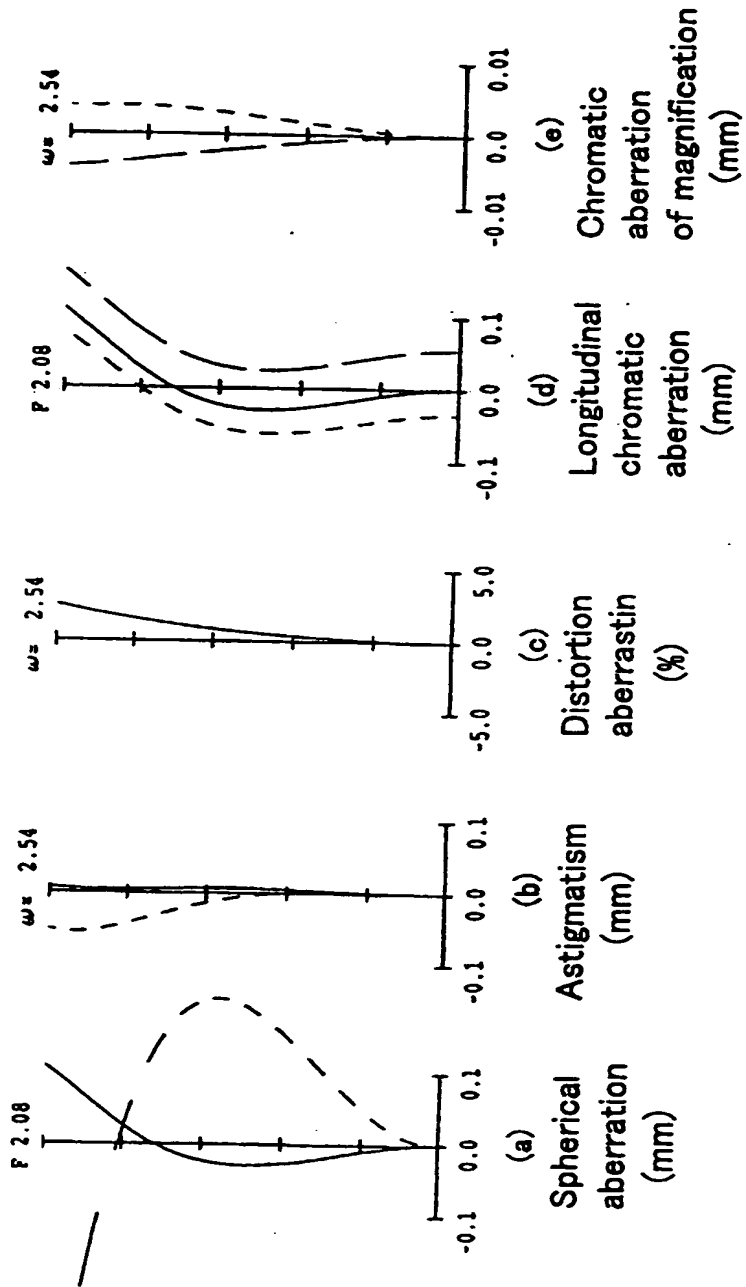 F 2.08
-0.1 0.0 0.1
(a)
Spherical
aberration
(mm)
ω= 2.54
-0.1 0.0 0.1
(b)
Astigmatism
(mm)
ω= 2.54
-5.0 0.0 5.0
(c)
Distortion
aberrastin
(%)
F 2.08
-0.1 0.0 0.1
(d)
Longitudinal
chromatic
aberration
(mm)
ω= 2.54
-0.01 0.0 0.01
(e)
Chromatic
aberration
of magnification
(mm)